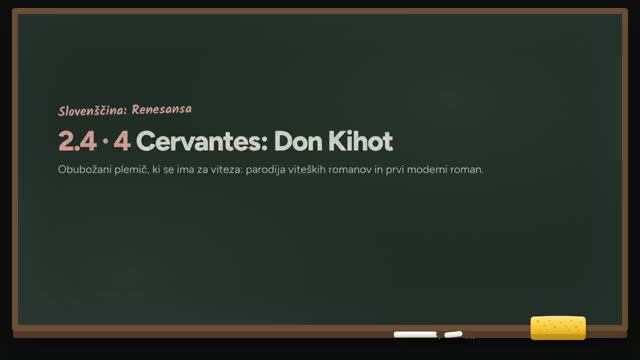 Slovenščina: Renesansa
2.4 · 4 Cervantes: Don Kihot
Obubožani plemič, ki se ima za viteza: parodija viteških romanov in prvi moderni roman.